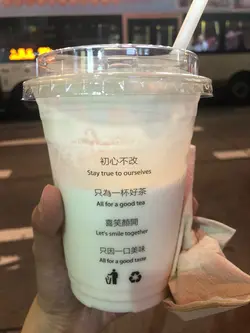 初心不改
Stay true to ourselves
只為一杯好茶
All for a good tea
喜笑顏開
Let's smile together
只因一口美味
All for a good taste